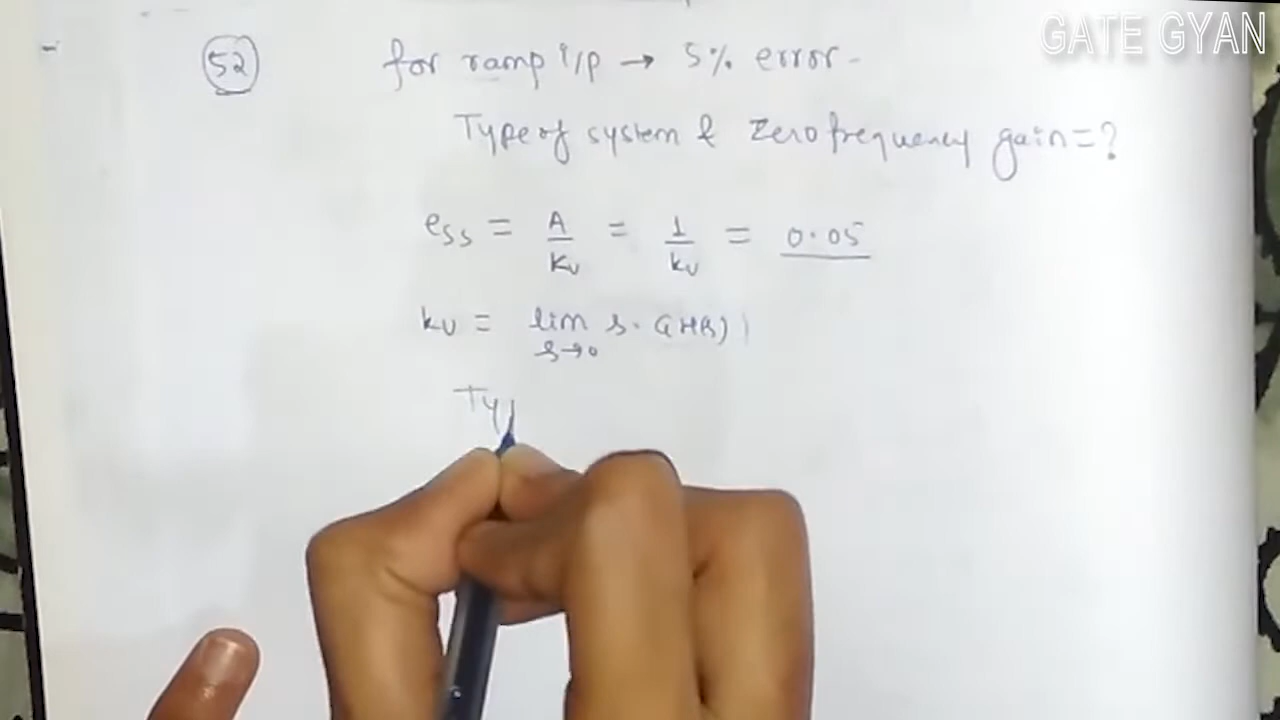 GATE GYAN
52 for ramp i/p → 5% error.
Type of system & Zero frequency gain = ?
ess = A/Kv = 1/Kv = 0.05
Kv = lim s→0 s. GH(s)
Ty